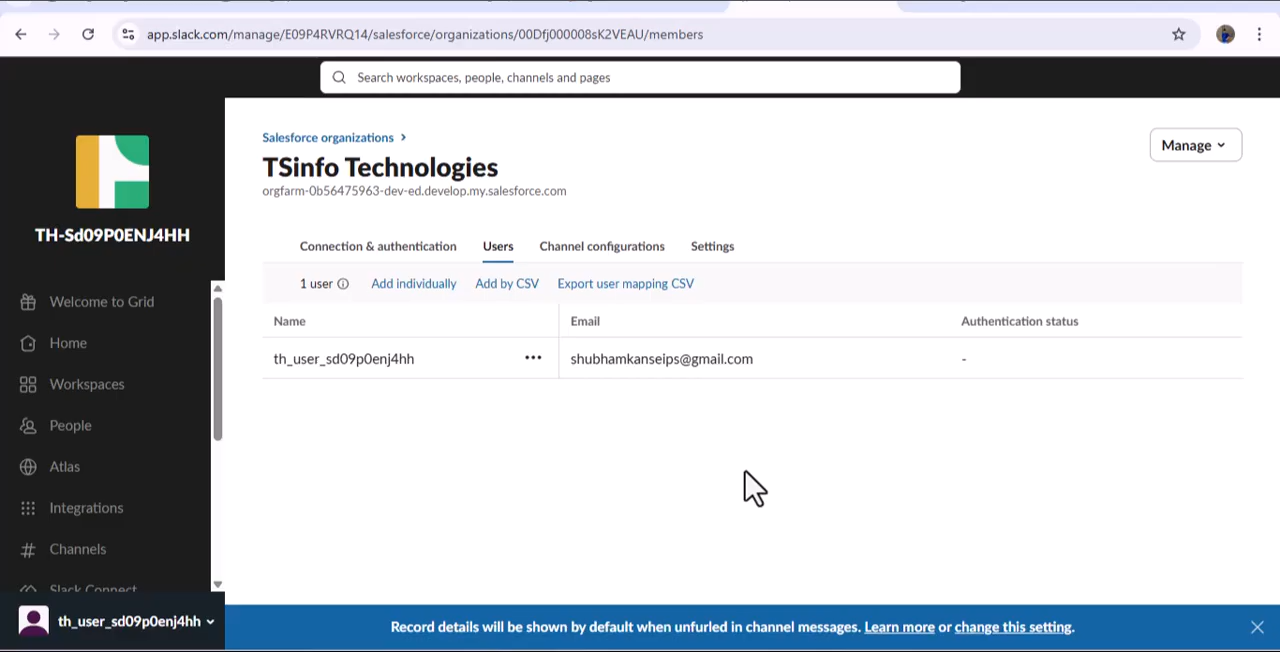 app.slack.com/manage/E09P4RVRQ14/salesforce/organizations/00Dfj000008sK2VEAU/members
Search workspaces, people, channels and pages
TH-Sd09P0ENJ4HH
Welcome to Grid
Home
Workspaces
People
Atlas
Integrations
Channels
Slack Connect
th_user_sd09p0enj4hh
Salesforce organizations
TSinfo Technologies
orgfarm-0b56475963-dev-ed.develop.my.salesforce.com
Manage
Connection & authentication Users Channel configurations Settings
1 user Add individually Add by CSV Export user mapping CSV
Name Email Authentication status
th_user_sd09p0enj4hh ••• shubhamkanseips@gmail.com -
Record details will be shown by default when unfurled in channel messages. Learn more or change this setting.